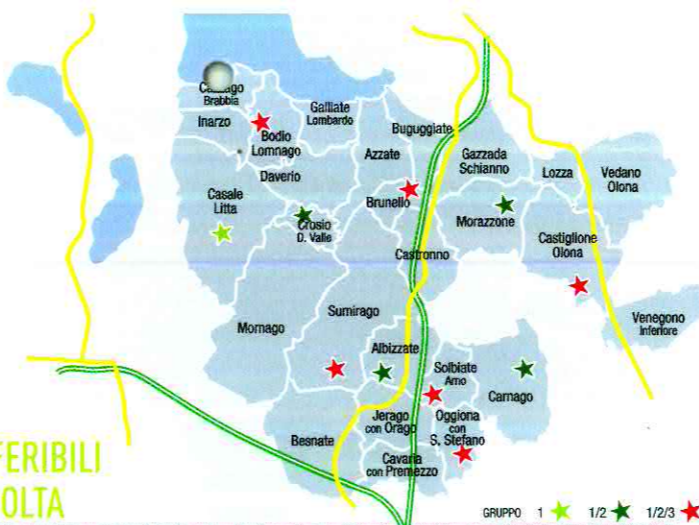 Brabbia
Inarzo
Bodio
Lomnago
Galliate
Lombardo
Daverio
Azzate
Buguggiate
Gazzada
Schianno
Lozza
Vedano
Olona
Casale
Litta
Crosio
D. Valle
Brunello
Morazzone
Castiglione
Olona
Castronno
Mornago
Sumirago
Venegono
Inferiore
Albizzate
Solbiate
Arno
Carnago
Jerago
con Orago
Oggiona
con
S. Stefano
Besnate
Cavaria
con Premezzo
FERIBILI
OLTA
GRUPPO 1 1/2 1/2/3